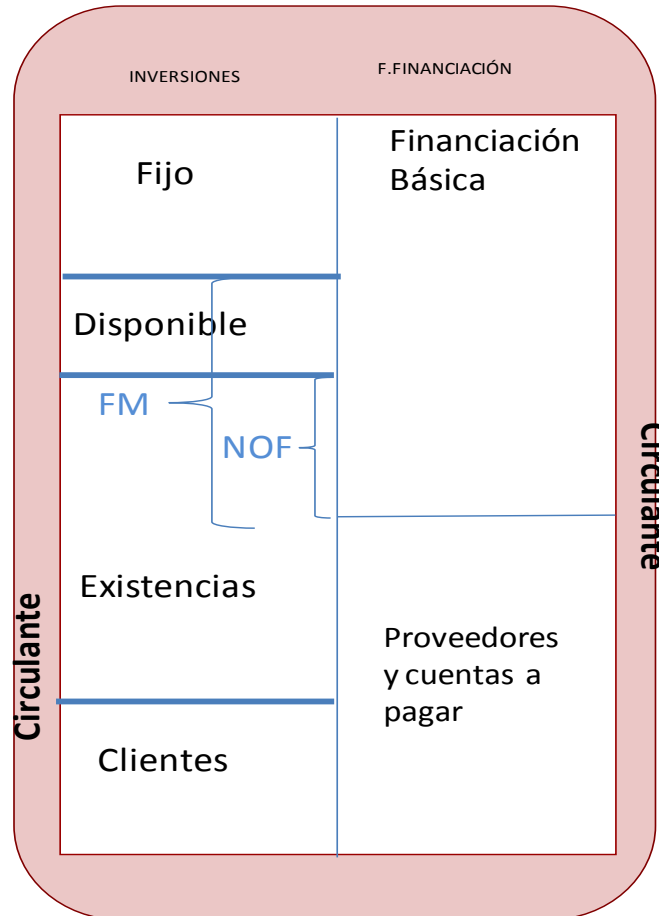 INVERSIONES
F.FINANCIACIÓN
Fijo
Financiación
Básica
Disponible
FM
NOF
Existencias
Proveedores
y cuentas a
pagar
Clientes
Circulante
Circulante